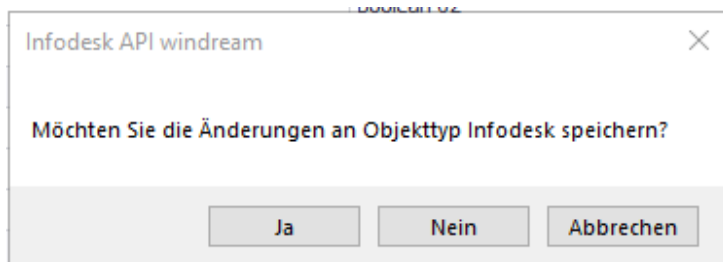 Infodesk API windream
Möchten Sie die Änderungen an Objekttyp Infodesk speichern?
Ja
Nein
Abbrechen